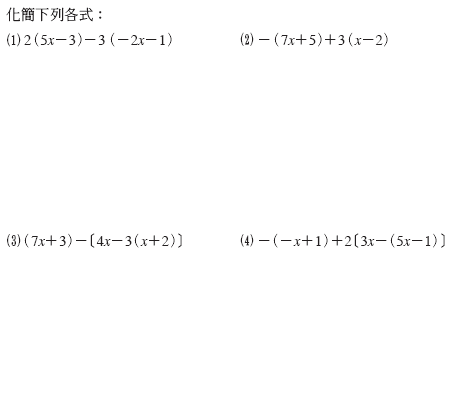 化簡下列各式：
⑴ 2（5x－3）－3（－2x－1）
⑵ －（7x＋5）＋3（x－2）
⑶（7x＋3）－〔4x－3（x＋2）〕
⑷ －（－x＋1）＋2〔3x－（5x－1）〕